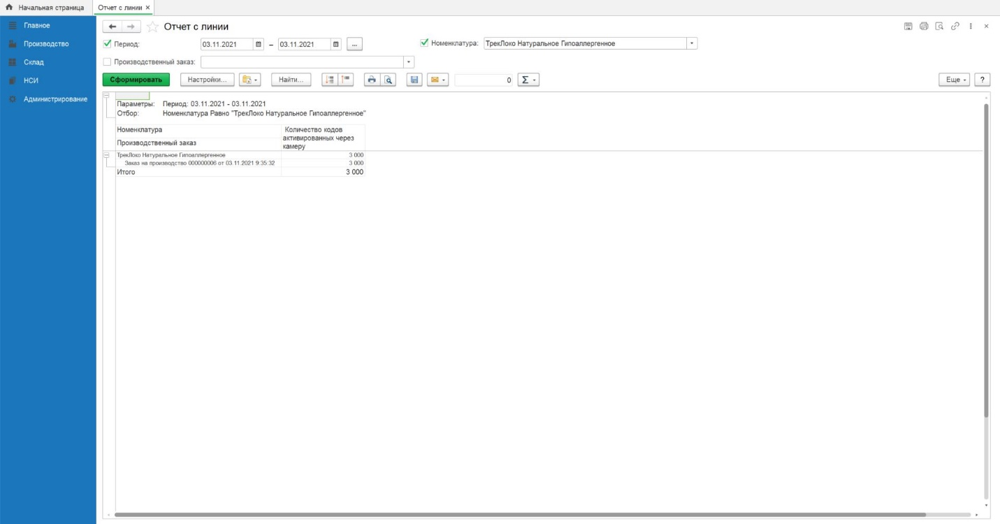 Начальная страница
Отчет с линии ×
Главное
Производство
Склад
НСИ
Администрирование
Отчет с линии
Период: 03.11.2021 – 03.11.2021 ...
Номенклатура: ТрекЛоко Натуральное Гипоаллергенное
Производственный заказ:
Сформировать Настройки... Найти... 0 Σ Еще ?
Параметры: Период: 03.11.2021 - 03.11.2021
Отбор: Номенклатура Равно "ТрекЛоко Натуральное Гипоаллергенное"
Номенклатура
Производственный заказ
Количество кодов
активированных через
камеру
ТрекЛоко Натуральное Гипоаллергенное 3 000
Заказ на производство 000000006 от 03.11.2021 9:35:32 3 000
Итого 3 000